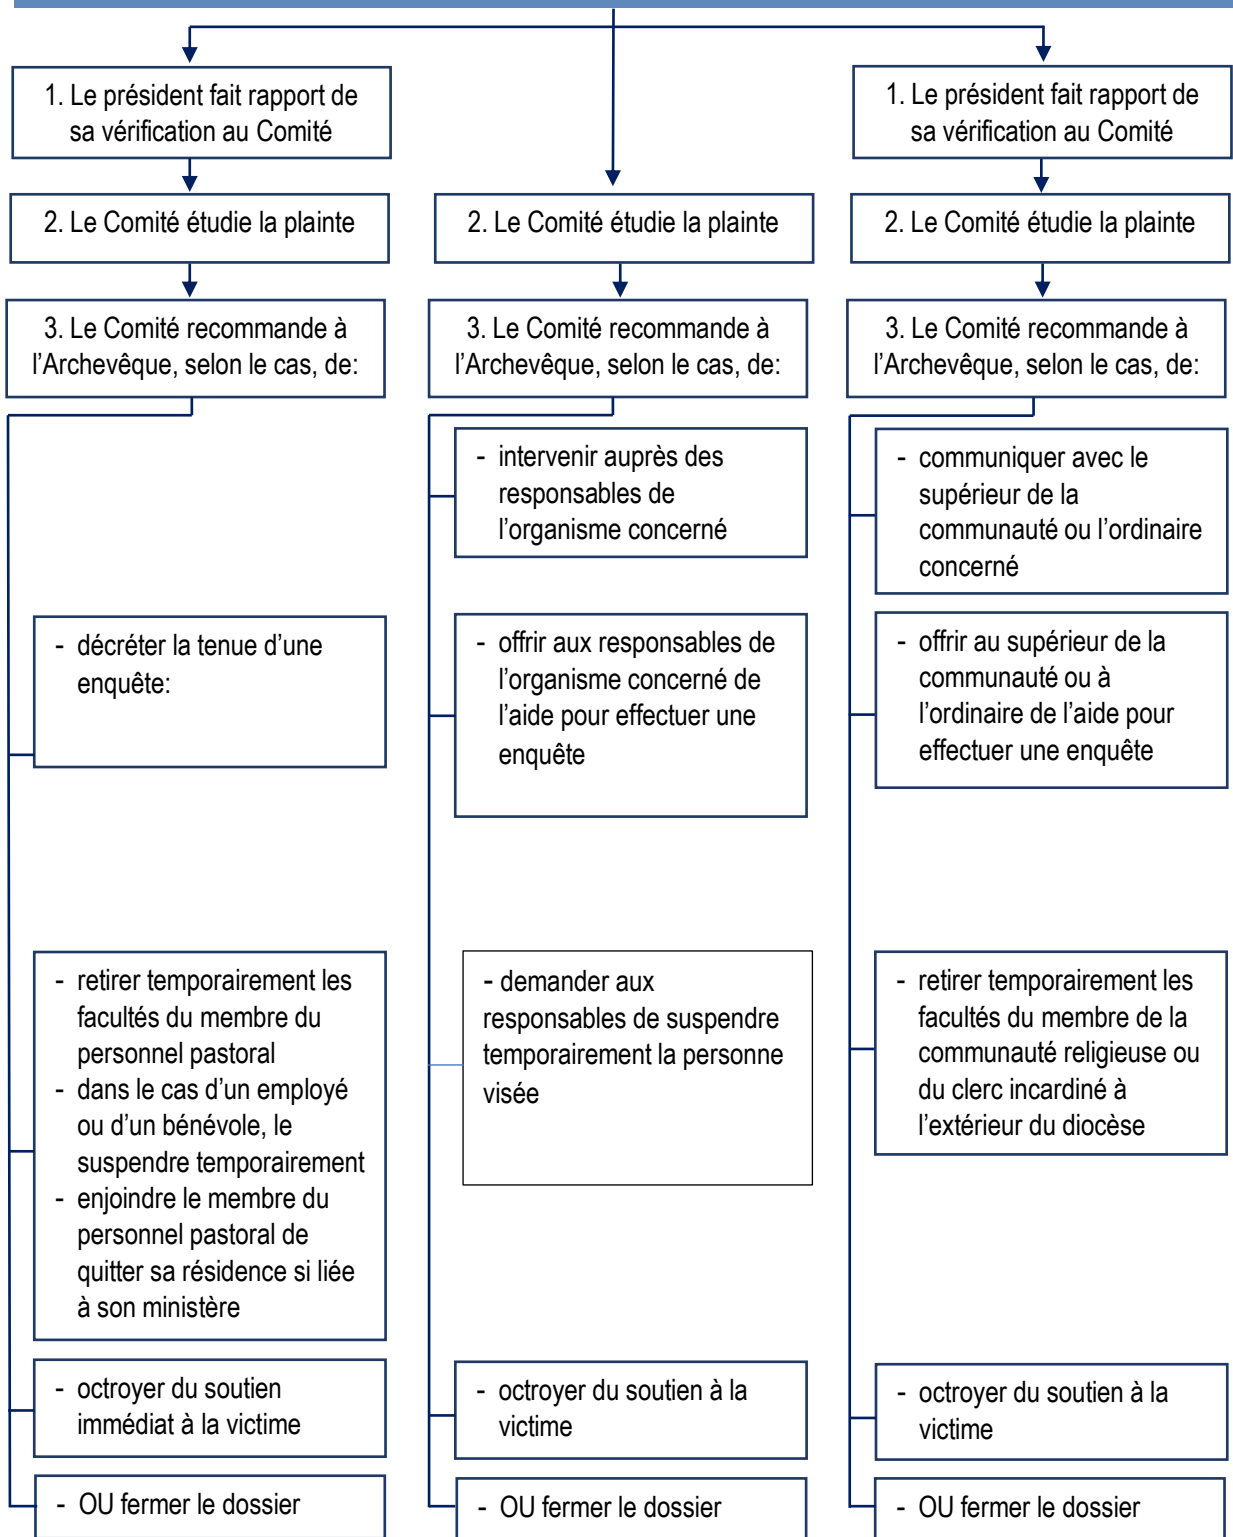 1. Le président fait rapport de
sa vérification au Comité
2. Le Comité étudie la plainte
3. Le Comité recommande à
l'Archevêque, selon le cas, de:
- décréter la tenue d'une
enquête:
- retirer temporairement les
facultés du membre du
personnel pastoral
- dans le cas d'un employé
ou d'un bénévole, le
suspendre temporairement
- enjoindre le membre du
personnel pastoral de
quitter sa résidence si liée
à son ministère
- octroyer du soutien
immédiat à la victime
- OU fermer le dossier
2. Le Comité étudie la plainte
3. Le Comité recommande à
l'Archevêque, selon le cas, de:
- intervenir auprès des
responsables de
l'organisme concerné
- offrir aux responsables de
l'organisme concerné de
l'aide pour effectuer une
enquête
- demander aux
responsables de suspendre
temporairement la personne
visée
- octroyer du soutien à la
victime
- OU fermer le dossier
1. Le président fait rapport de
sa vérification au Comité
2. Le Comité étudie la plainte
3. Le Comité recommande à
l'Archevêque, selon le cas, de:
- communiquer avec le
supérieur de la
communauté ou l'ordinaire
concerné
- offrir au supérieur de la
communauté ou à
l'ordinaire de l'aide pour
effectuer une enquête
- retirer temporairement les
facultés du membre de la
communauté religieuse ou
du clerc incardiné à
l'extérieur du diocèse
- octroyer du soutien à la
victime
- OU fermer le dossier